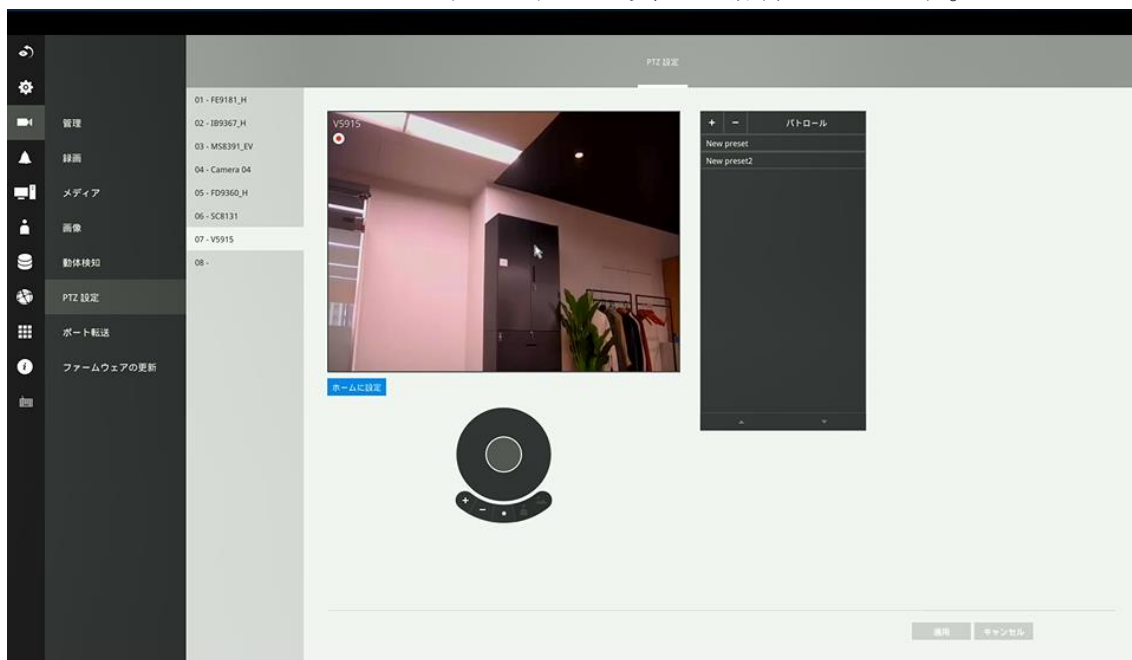 PTZ 設定
管理
録画
メディア
画像
動体検知
PTZ 設定
ポート転送
ファームウェアの更新
01 - FE9181_H
02 - IB9367_H
03 - MS8391_EV
04 - Camera 04
05 - FD9360_H
06 - SC8131
07 - V5915
08 -
V5915
ホームに設定
+ - パトロール
New preset
New preset2
適用 キャンセル